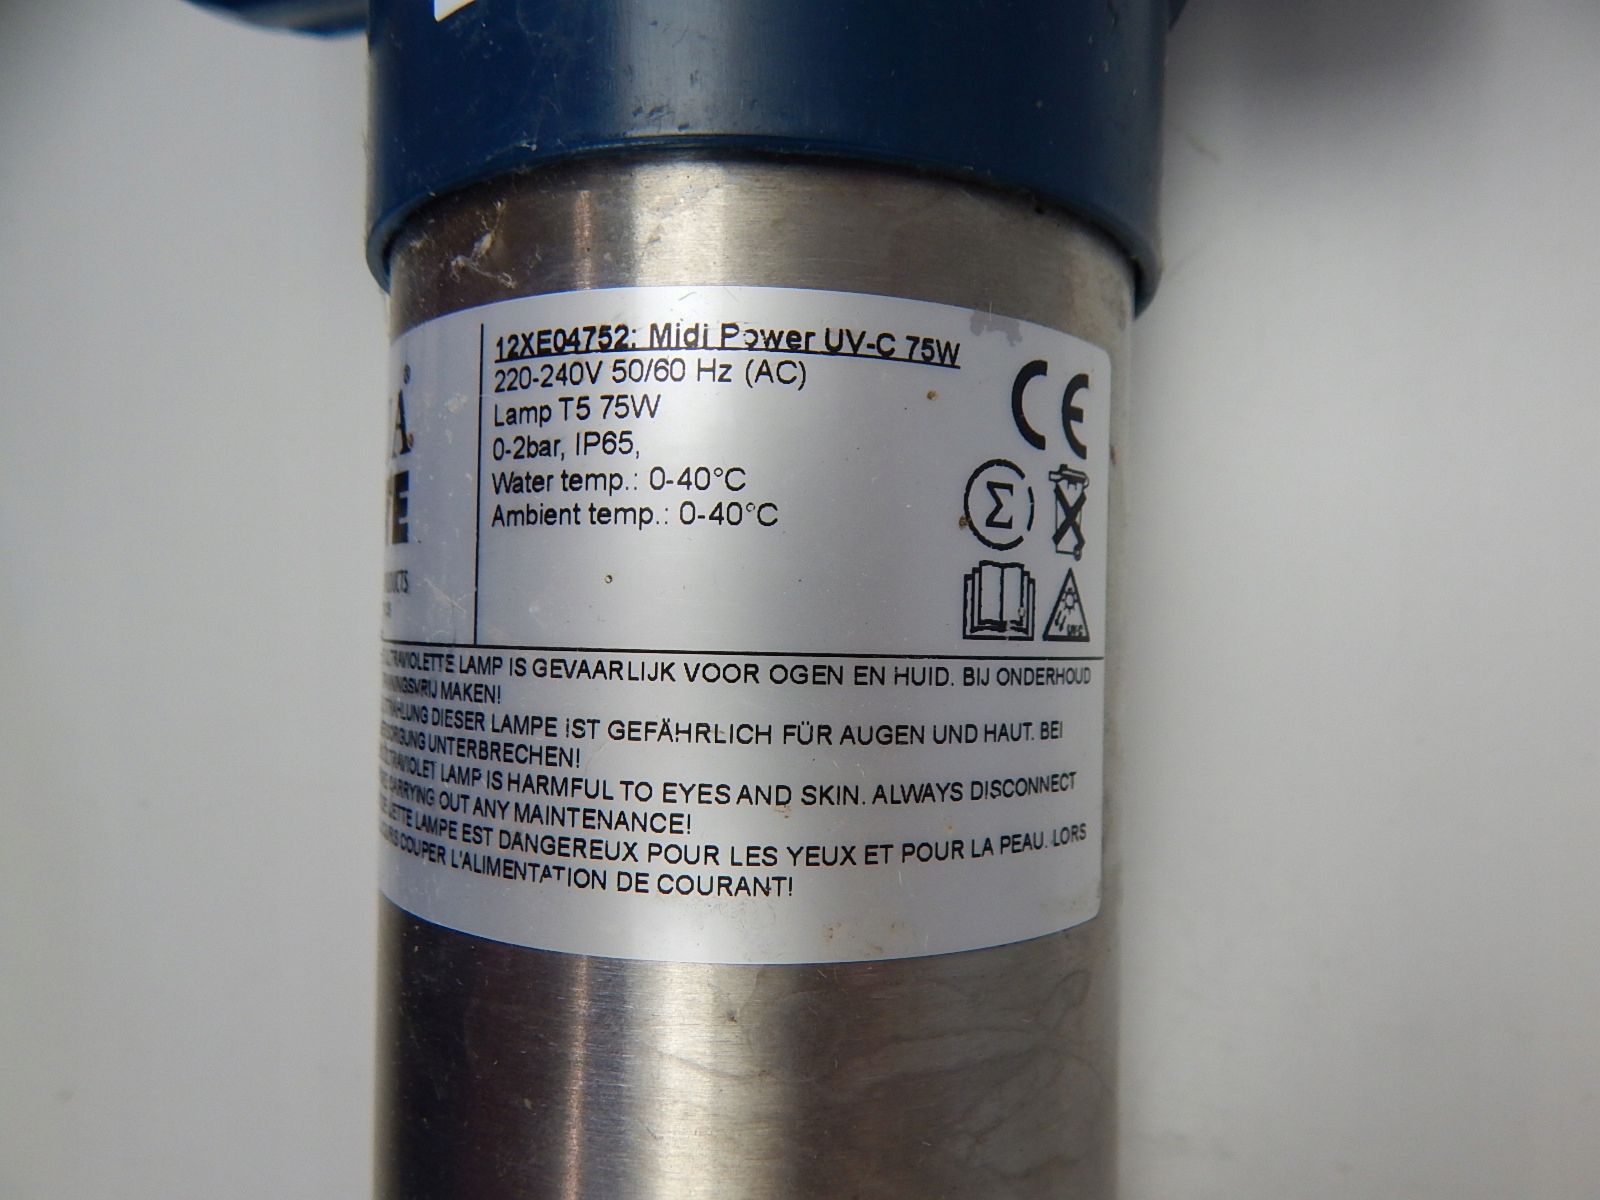 12XE04752: Midi Power UV-C 75W
220-240V 50/60 Hz (AC)
Lamp T5 75W
0-2bar, IP65,
Water temp.: 0-40°C
Ambient temp.: 0-40°C
CE
Σ
UV-C
LAMP IS GEVAARLIJK VOOR OGEN EN HUID. BIJ ONDERHOUD
MAKEN!
DIESER LAMPE IST GEFÄHRLICH FÜR AUGEN UND HAUT. BEI
UNTERBRECHEN!
LAMP IS HARMFUL TO EYES AND SKIN. ALWAYS DISCONNECT
CARRYING OUT ANY MAINTENANCE!
CETTE LAMPE EST DANGEREUX POUR LES YEUX ET POUR LA PEAU. LORS
COUPER L'ALIMENTATION DE COURANT!